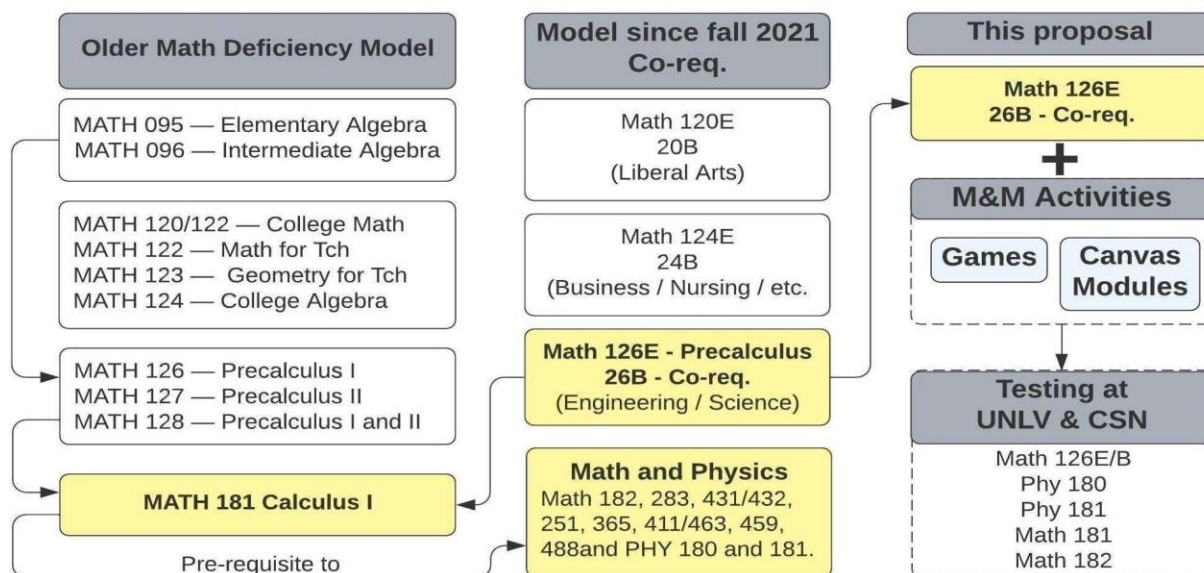 Older Math Deficiency Model
MATH 095 — Elementary Algebra
MATH 096 — Intermediate Algebra
MATH 120/122 — College Math
MATH 122 — Math for Tch
MATH 123 — Geometry for Tch
MATH 124 — College Algebra
MATH 126 — Precalculus I
MATH 127 — Precalculus II
MATH 128 — Precalculus I and II
MATH 181 Calculus I
Pre-requisite to
Model since fall 2021
Co-req.
Math 120E
20B
(Liberal Arts)
Math 124E
24B
(Business / Nursing / etc.
Math 126E - Precalculus
26B - Co-req.
(Engineering / Science)
Math and Physics
Math 182, 283, 431/432,
251, 365, 411/463, 459,
488and PHY 180 and 181.
This proposal
Math 126E
26B - Co-req.
+
M&M Activities
Games
Canvas
Modules
Testing at
UNLV & CSN
Math 126E/B
Phy 180
Phy 181
Math 181
Math 182